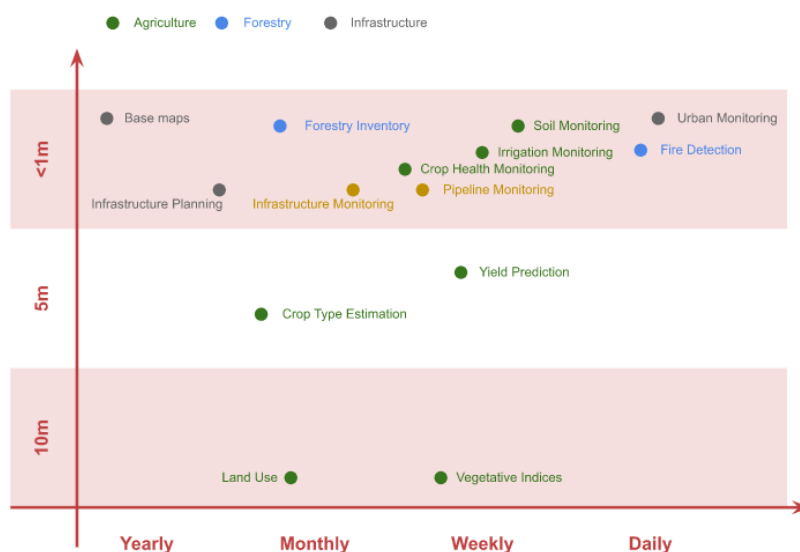 Agriculture
Forestry
Infrastructure
<1m
Base maps
Forestry Inventory
Soil Monitoring
Urban Monitoring
Irrigation Monitoring
Fire Detection
Crop Health Monitoring
Infrastructure Planning
Infrastructure Monitoring
Pipeline Monitoring
5m
Yield Prediction
Crop Type Estimation
10m
Land Use
Vegetative Indices
Yearly
Monthly
Weekly
Daily